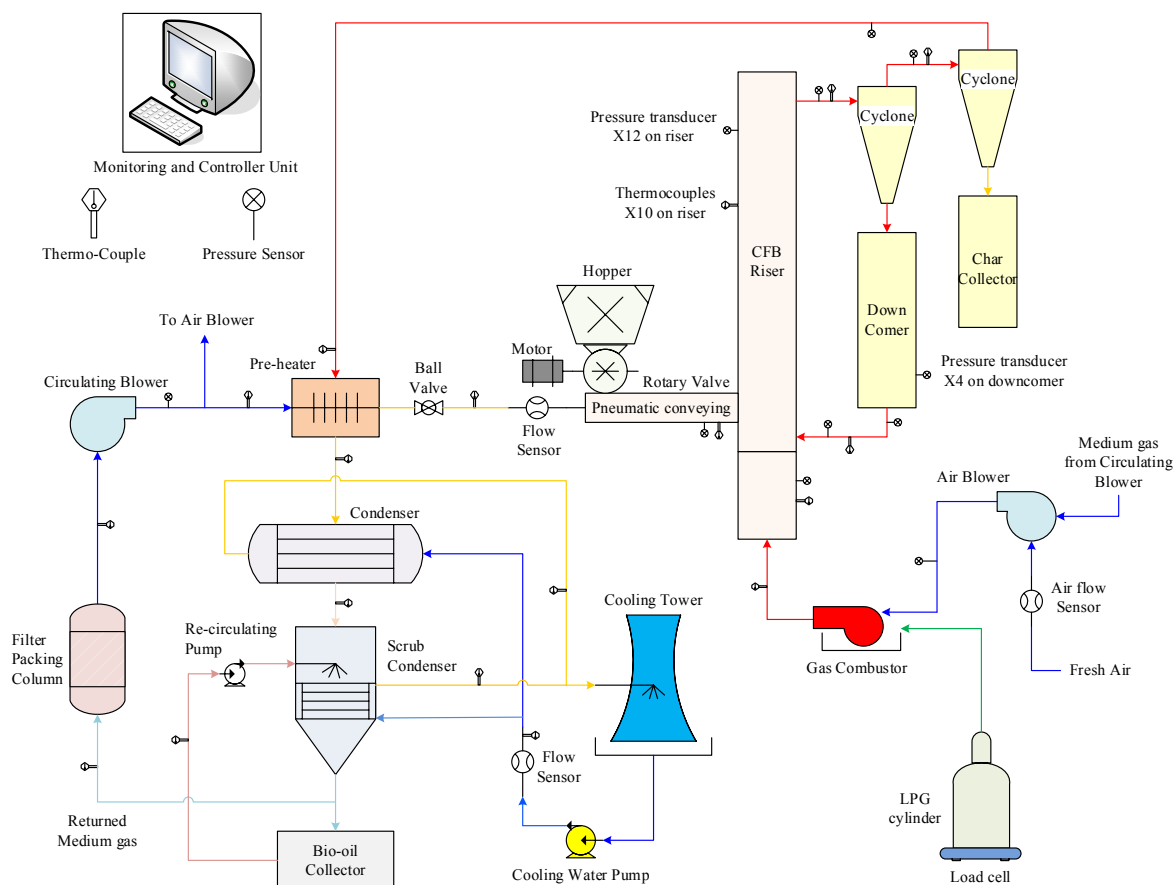 Monitoring and Controller Unit
Thermo-Couple
Pressure Sensor
Pressure transducer
X12 on riser
Thermocouples
X10 on riser
CFB
Riser
Cyclone
Cyclone
Char
Collector
Down
Comer
Pressure transducer
X4 on downcomer
Hopper
Motor
Rotary Valve
Pneumatic conveying
To Air Blower
Pre-heater
Ball
Valve
Flow
Sensor
Circulating Blower
Condenser
Medium gas
from Circulating
Blower
Air Blower
Air flow
Sensor
Fresh Air
Gas Combustor
Cooling Tower
Filter
Packing
Column
Re-circulating
Pump
Scrub
Condenser
Flow
Sensor
Returned
Medium gas
Bio-oil
Collector
Cooling Water Pump
LPG
cylinder
Load cell